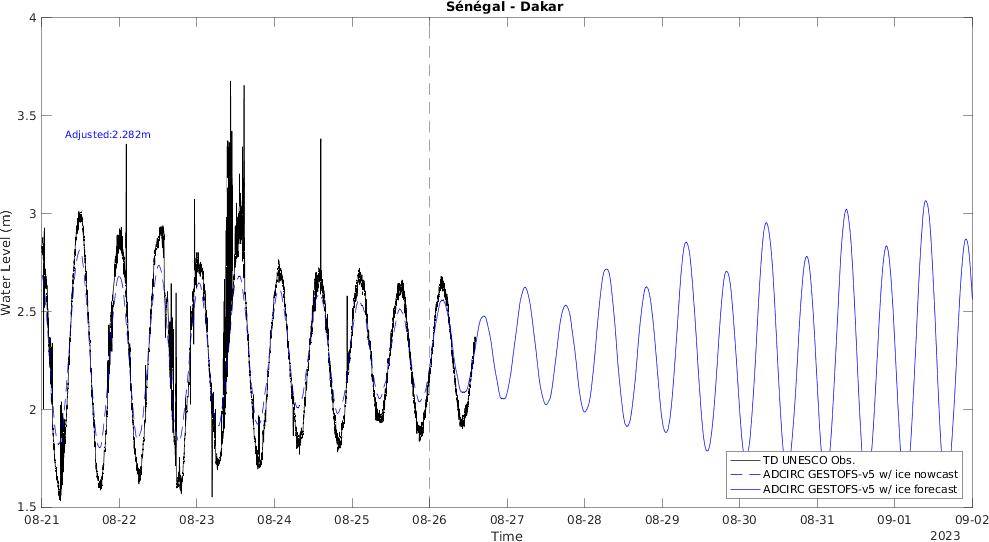 Sénégal - Dakar
4
3.5
3
2.5
2
1.5
Water Level (m)
Adjusted:2.282m
TD UNESCO Obs.
ADCIRC GESTOFS-v5 w/ ice nowcast
ADCIRC GESTOFS-v5 w/ ice forecast
08-21 08-22 08-23 08-24 08-25 08-26 08-27 08-28 08-29 08-30 08-31 09-01 09-02
Time
2023